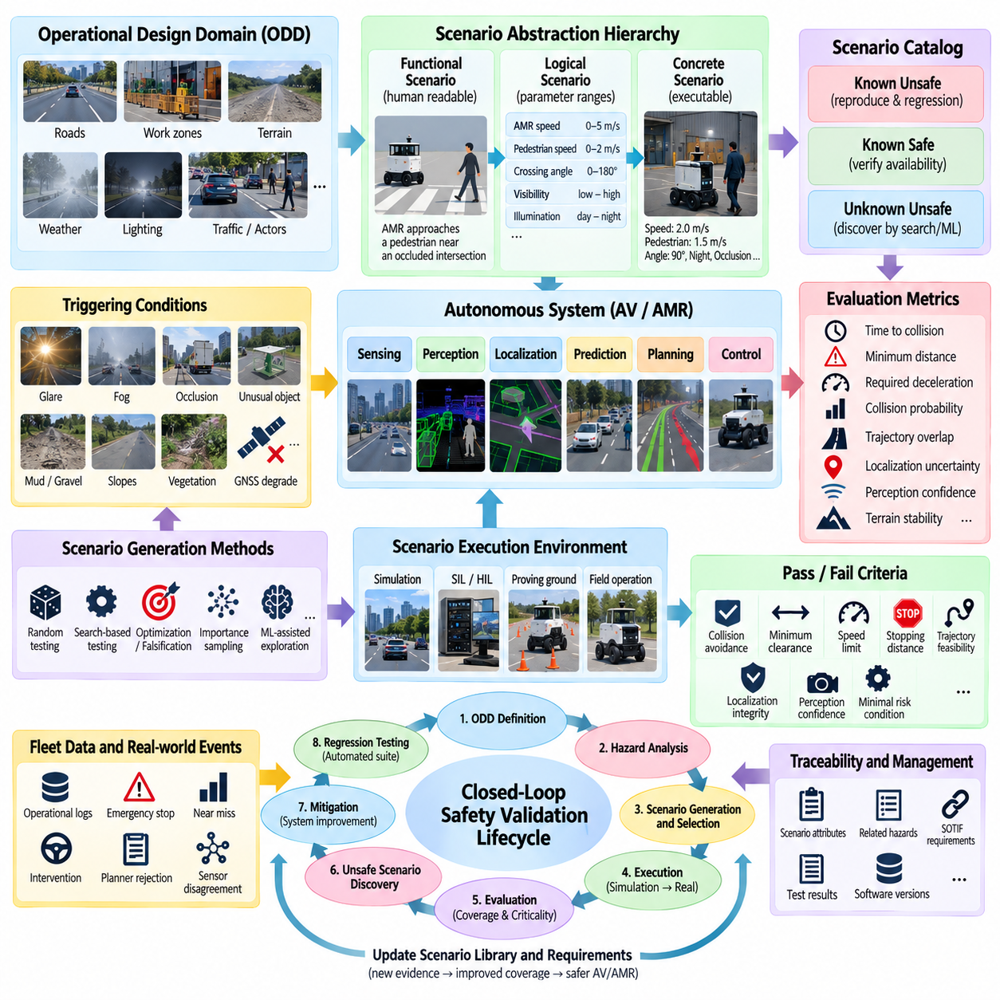 Operational Design Domain (ODD)
Roads
Work zones
Terrain
Weather
Lighting
Traffic / Actors
...
Scenario Abstraction Hierarchy
Functional
Scenario
(human readable)
AMR approaches
a pedestrian near
an occluded intersection
Logical
Scenario
(parameter ranges)
AMR speed 0–5 m/s
Pedestrian speed 0–2 m/s
Crossing angle 0–180°
Visibillity low – high
Illumination day – night
...
Concrete
Scenario
(executable)
Speed: 2.0 m/s
Pedestrian: 1.5 m/s
Angle: 90°, Night, Occlusion...
Scenario Catalog
Known Unsafe
(reproduce & regression)
Known Safe
(verify availability)
Unknown Unsafe
(discover by search/ML)
Triggering Conditions
Glare
Fog
Occlusion
Unusual object
Mud / Gravel
Slopes
Vegetation
GNSS degrade
...
Autonomous System (AV / AMR)
Sensing
Perception
Localization
Prediction
Planning
Control
Evaluation Metrics
Time to collision
Minimum distance
Required deceleration
Collision probability
Trajectory overlap
Localization uncertainty
Perception confidence
Terrain stability ...
Scenario Generation Methods
Random
testing
Search-based
testing
Optimization
/ Falsification
Importance
sampling
ML-assisted
exploration
...
Scenario Execution Environment
Simulation
SIL / HIL
Proving ground
Field operation
Pass / Fail Criteria
Collision
avoidance
Minimum
clearance
Speed
limit
STOP
Stopping
distance
Trajectory
feasibility
Localization
integrity
Perception
confidence
Minimal risk
condition
...
Fleet Data and Real-world Events
Operational logs
Emergency stop
Near miss
Intervention
Planner rejection
Sensor
disagreement
Closed-Loop
Safety Validation
Lifecycle
1. ODD Definition
2. Hazard Analysis
3. Scenario Generation
and Selection
4. Execution
(Simulation → Real)
5. Evaluation
(Coverage & Criticality)
6. Unsafe Scenario
Discovery
7. Mitigation
(System improvement)
8. Regression Testing
(Automated suite)
Update Scenario Library and Requirements
(new evidence → improved coverage → safer AV/AMR)
Traceability and Management
Scenario attributes
Related hazards
SOTIF
requirements
Test results
Software versions
...